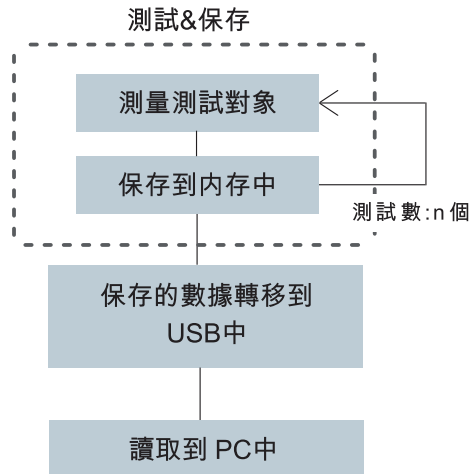 測試&保存
測量測試對象
保存到内存中
測試數:n個
保存的數據轉移到
USB中
讀取到 PC中